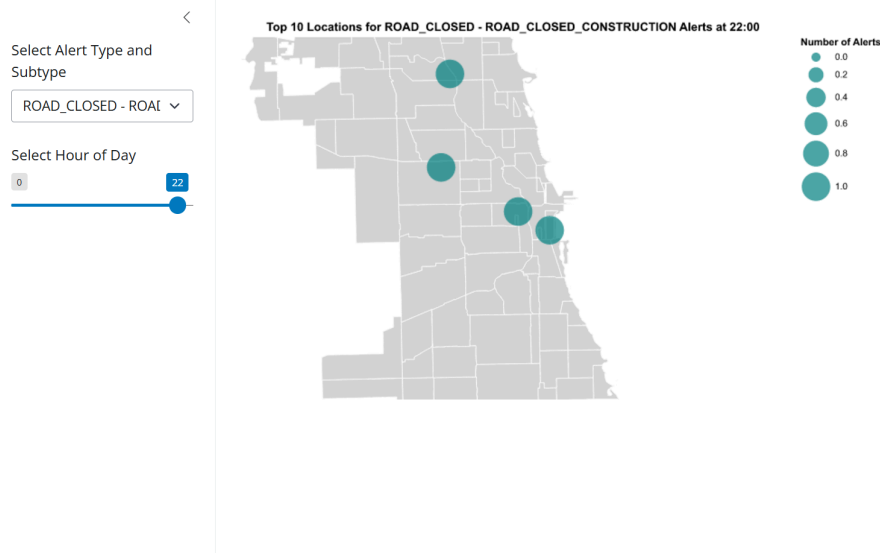 Select Alert Type and
Subtype
ROAD_CLOSED - ROAI
Select Hour of Day
0
22
Top 10 Locations for ROAD_CLOSED - ROAD_CLOSED_CONSTRUCTION Alerts at 22:00
Number of Alerts
0.0
0.2
0.4
0.6
0.8
1.0